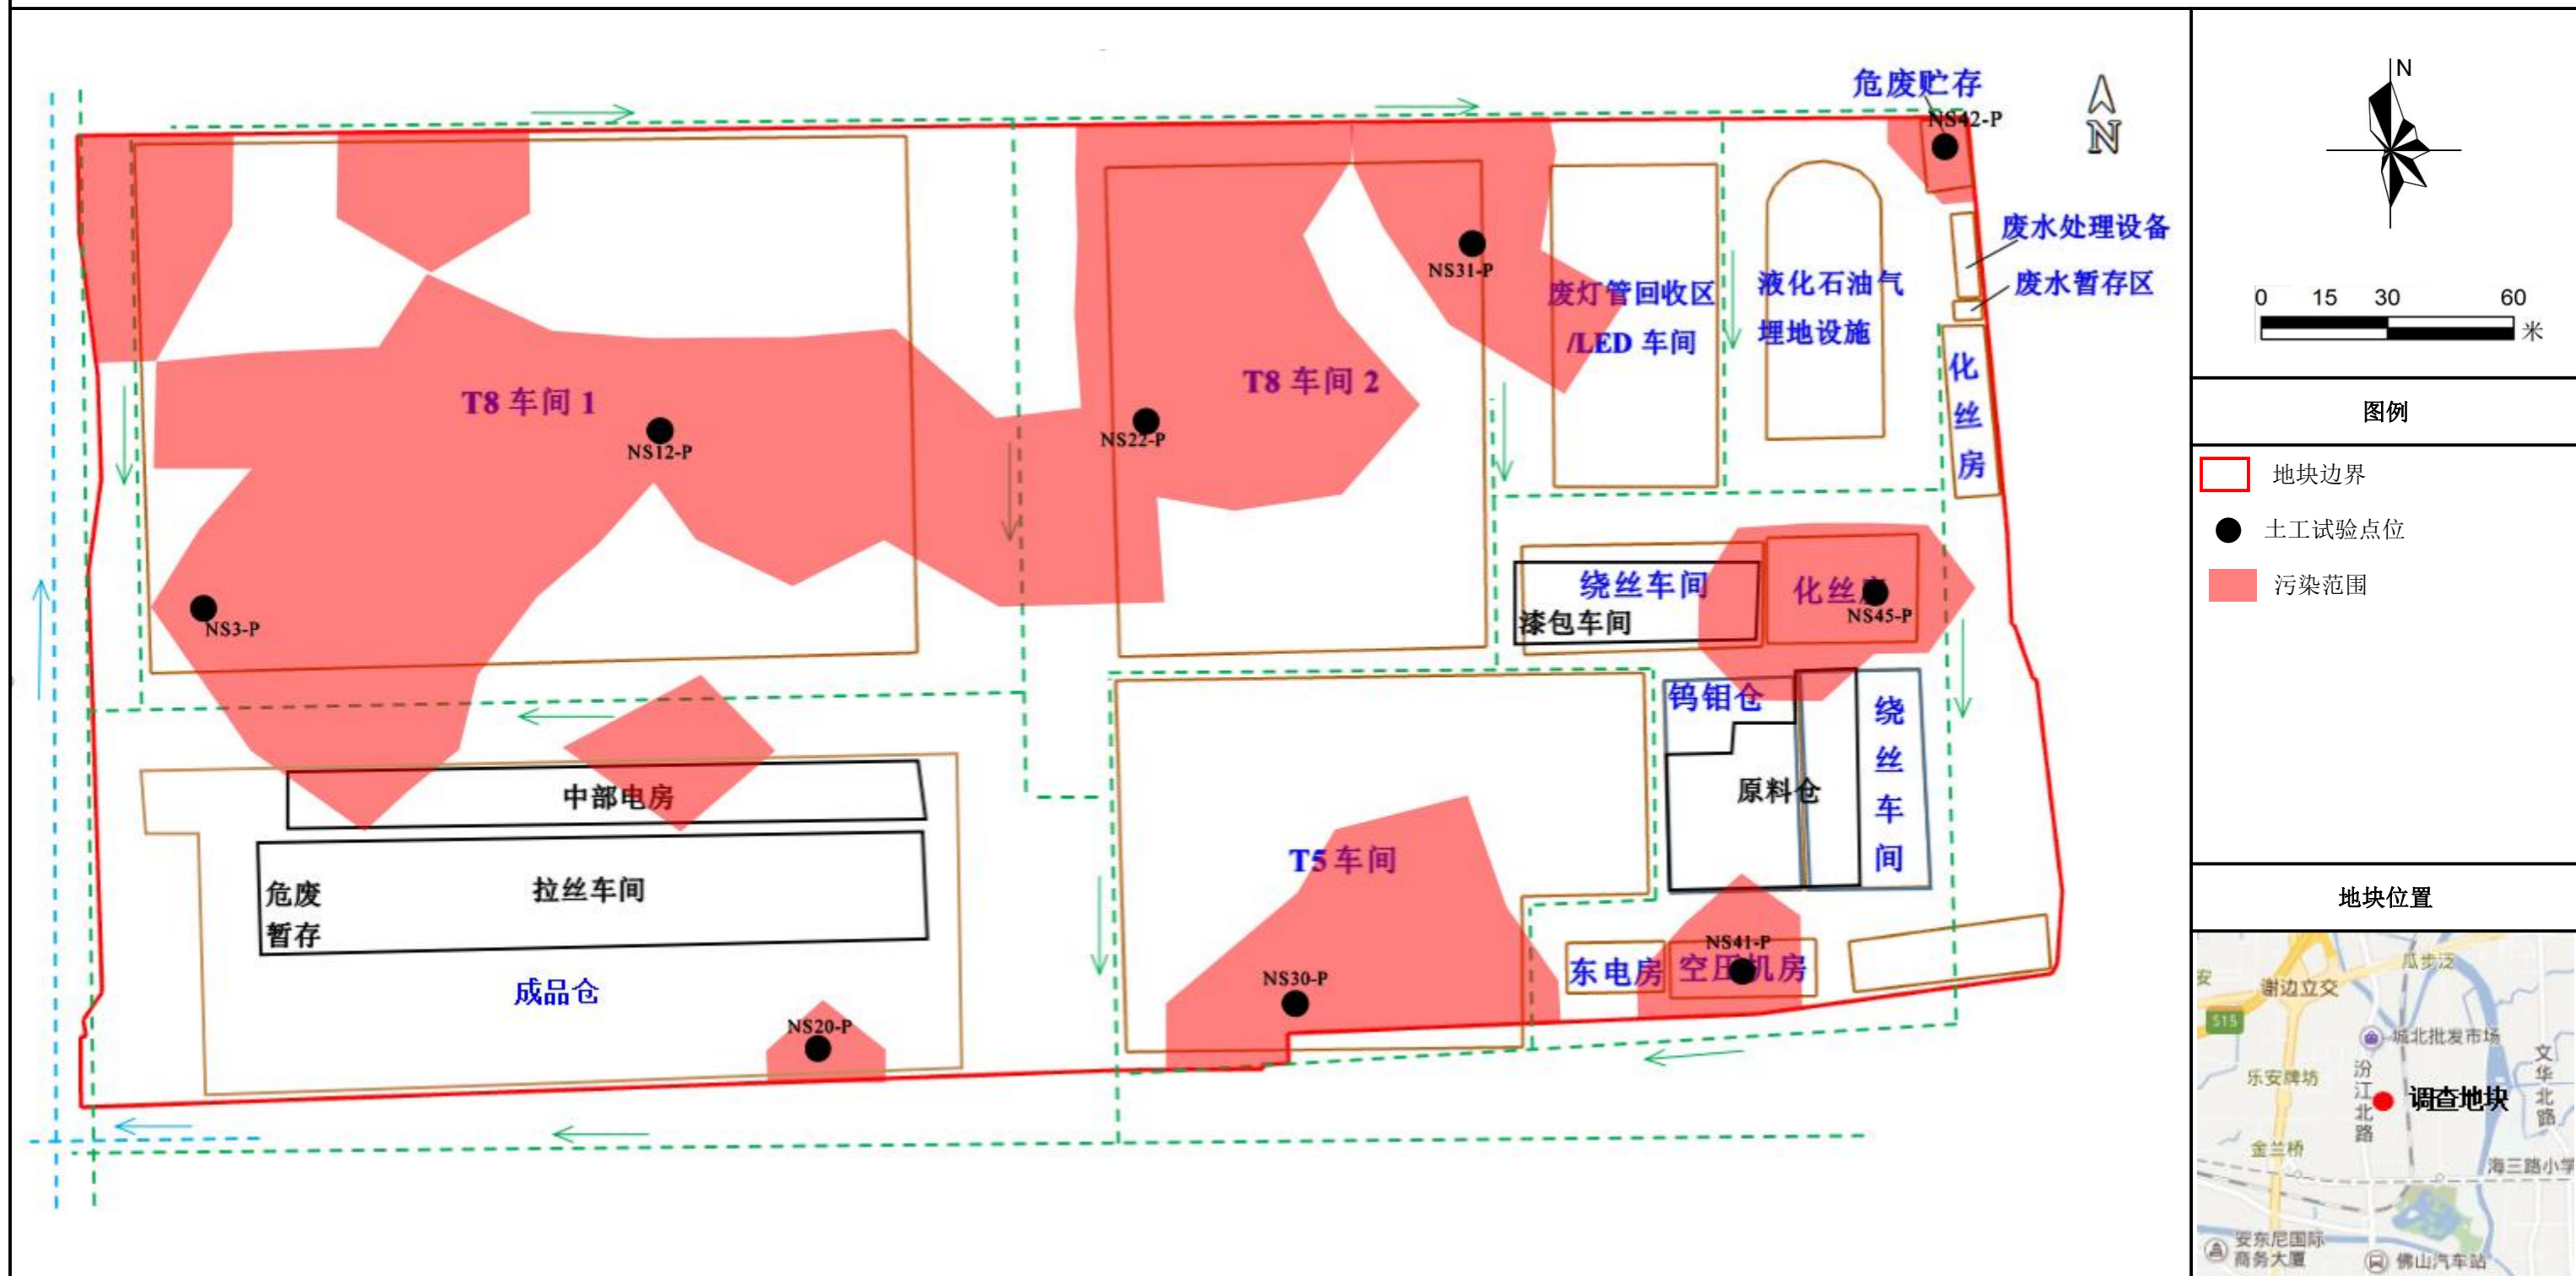 危废贮存
NS42-P
N
废水处理设备
废水暂存区
NS31-P
废灯管回收区
/LED 车间
液化石油气
埋地设施
化
丝
房
T8 车间 1
T8 车间 2
NS12-P
NS22-P
NS3-P
绕丝车间
漆包车间
化丝
NS45-P
钨钼仓
绕
丝
车
间
原料仓
中部电房
危废
暂存
拉丝车间
成品仓
NS20-P
T5 车间
NS30-P
东电房
NS41-P
空压机房
N
0 15 30 60
米
图例
地块边界
土工试验点位
污染范围
地块位置
安
瓜步泛
谢边立交
S15
城北批发市场
文
华
北
路
乐安牌坊
汾
江
北
路
调查地块
金兰桥
海三路小学
安东尼国际
商务大厦
佛山汽车站